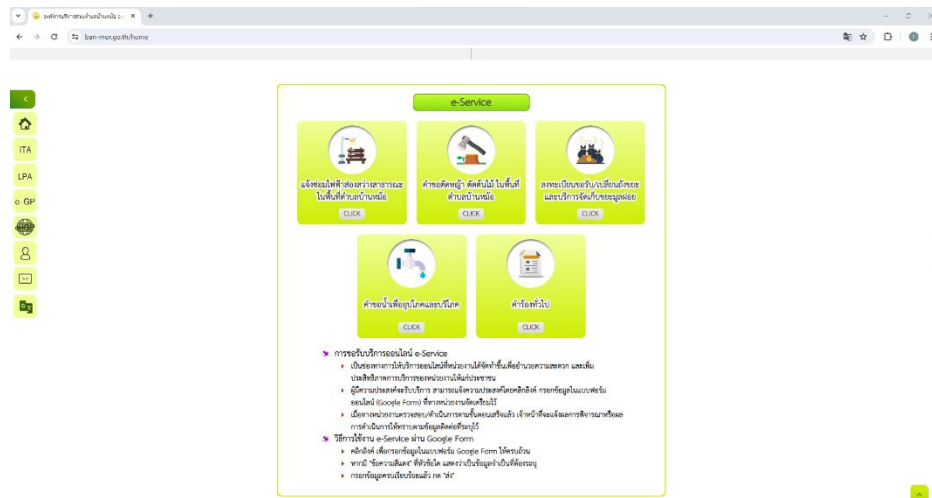 องค์การบริหารส่วนตำบลบ้านหม้อ
ban-mor.go.th/home
e-Service
แจ้งซ่อมไฟฟ้าส่องสว่างสาธารณะ
ในพื้นที่ตำบลบ้านหม้อ
CLICK
คำขอตัดหญ้า ตัดต้นไม้ ในพื้นที่
ตำบลบ้านหม้อ
CLICK
ลงทะเบียนขอรับ/เปลี่ยนถังขยะ
และบริการจัดเก็บขยะมูลฝอย
CLICK
ITA
LPA
e-GP
คำขอน้ำเพื่ออุปโภคและบริโภค
CLICK
คำร้องทั่วไป
CLICK
การขอรับบริการออนไลน์ e-Service
เป็นช่องทางการให้บริการออนไลน์ที่หน่วยงานได้จัดทำขึ้นเพื่ออำนวยความสะดวก และเพิ่ม
ประสิทธิภาพการบริการของหน่วยงานให้แก่ประชาชน
ผู้มีความประสงค์จะรับบริการ สามารถแจ้งความประสงค์โดยคลิกลิงค์ กรอกข้อมูลในแบบฟอร์ม
ออนไลน์ (Google Form) ที่ทางหน่วยงานจัดเตรียมไว้
เมื่อทางหน่วยงานตรวจสอบ/ดำเนินการตามขั้นตอนเสร็จแล้ว เจ้าหน้าที่จะแจ้งผลการพิจารณาหรือผล
การดำเนินการให้ทราบตามข้อมูลติดต่อที่ระบุไว้
วิธีการใช้งาน e-Service ผ่าน Google Form
คลิกลิงค์ เพื่อกรอกข้อมูลในแบบฟอร์ม Google Form ให้ครบถ้วน
หากมี "ข้อความสีแดง" ที่หัวข้อใด แสดงว่าเป็นข้อมูลจำเป็นที่ต้องระบุ
กรอกข้อมูลครบเรียบร้อยแล้ว กด "ส่ง"